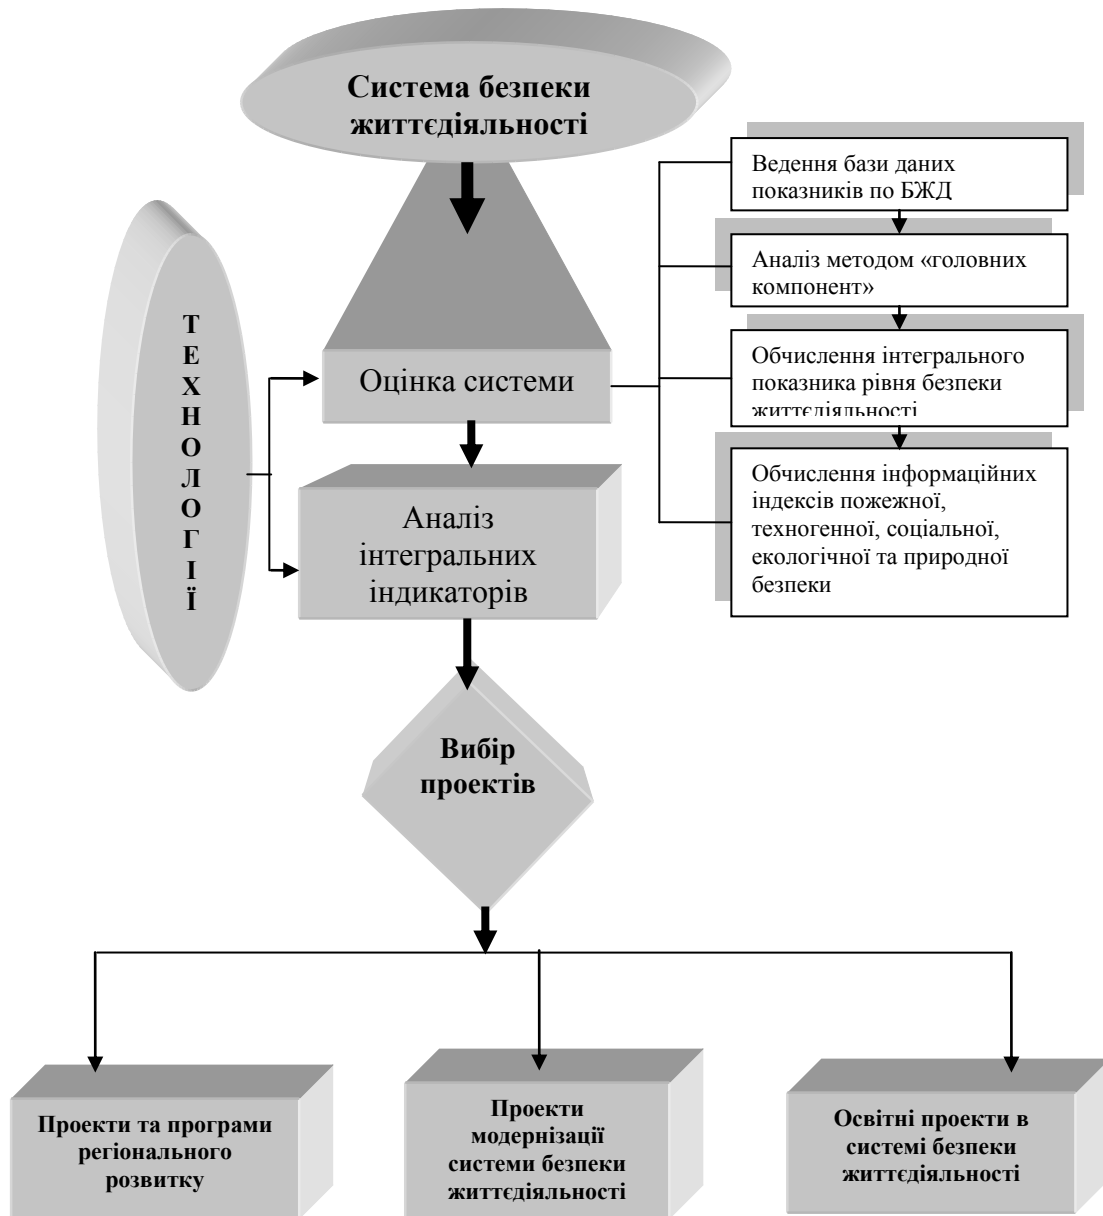 Система безпеки
життєдіяльності
Ведення бази даних
показників по БЖД
Аналіз методом «головних
компонент»
Обчислення інтегрального
показника рівня безпеки
життєдіяльності
Обчислення інформаційних
індексів пожежної,
техногенної, соціальної,
екологічної та природної
безпеки
Т
Е
Х
Н
О
Л
О
Г
І
Ї
Оцінка системи
Аналіз
інтегральних
індикаторів
Вибір
проектів
Проекти та програми
регіонального
розвитку
Проекти
модернізації
системи безпеки
життєдіяльності
Освітні проекти в
системі безпеки
життєдіяльності